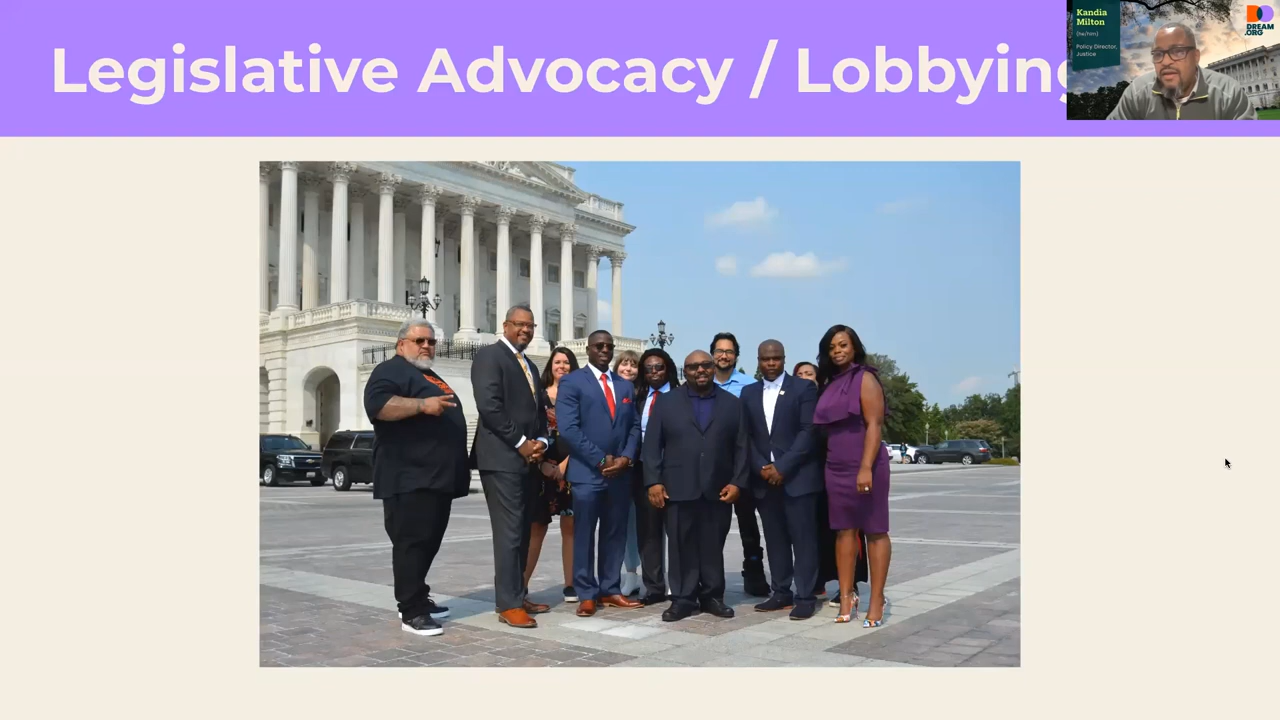 Legislative Advocacy / Lobbying
Kandia
Milton
(he/him)
Policy Director,
Justice
DREAM
.ORG